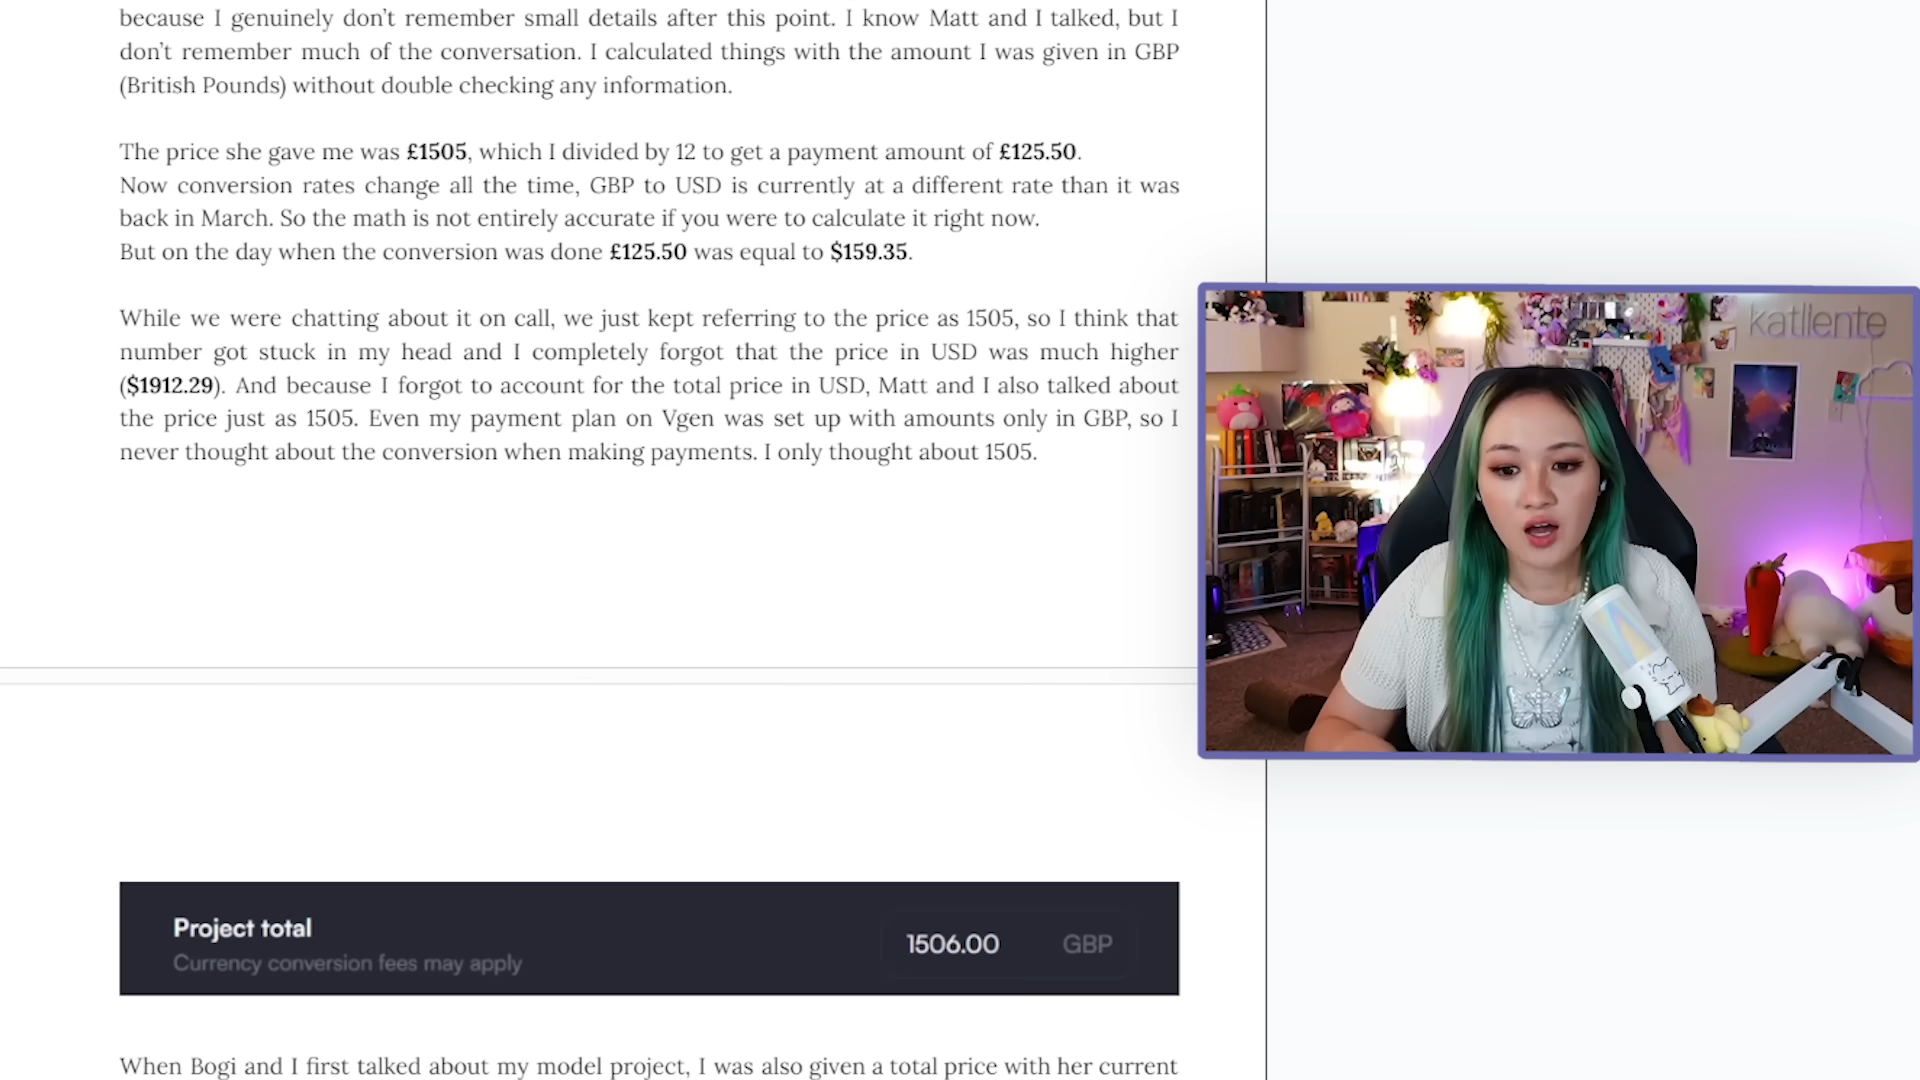 because I genuinely don’t remember small details after this point. I know Matt and I talked, but I
don’t remember much of the conversation. I calculated things with the amount I was given in GBP
(British Pounds) without double checking any information.
The price she gave me was £1505, which I divided by 12 to get a payment amount of £125.50.
Now conversion rates change all the time, GBP to USD is currently at a different rate than it was
back in March. So the math is not entirely accurate if you were to calculate it right now.
But on the day when the conversion was done £125.50 was equal to $159.35.
While we were chatting about it on call, we just kept referring to the price as 1505, so I think that
number got stuck in my head and I completely forgot that the price in USD was much higher
($1912.29). And because I forgot to account for the total price in USD, Matt and I also talked about
the price just as 1505. Even my payment plan on Vgen was set up with amounts only in GBP, so I
never thought about the conversion when making payments. I only thought about 1505.
katliente
Project total
1506.00 GBP
Currency conversion fees may apply
When Bogi and I first talked about my model project, I was also given a total price with her current